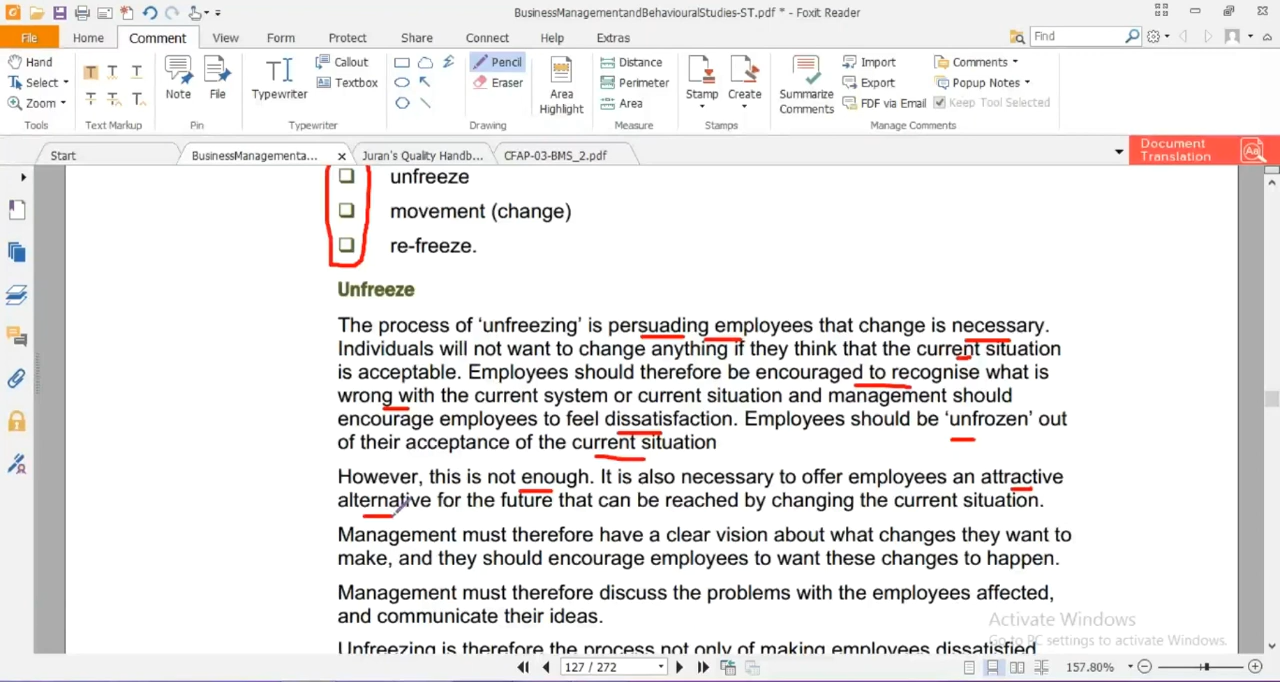 BusinessManagementandBehaviouralStudies-ST.pdf * - Foxit Reader
File Home Comment View Form Protect Share Connect Help Extras
Find
Hand
Select
Zoom
Tools
Text Markup
Note
File
Pin
Typewriter
Callout
Textbox
Typewriter
Pencil
Eraser
Drawing
Area
Highlight
Distance
Perimeter
Area
Measure
Stamp
Create
Stamps
Summarize
Comments
Import
Export
FDF via Email
Comments
Popup Notes
Keep Tool Selected
Manage Comments
Start
BusinessManagementa... x
Juran's Quality Handb...
CFAP-03-BMS_2.pdf
Document
Translation
unfreeze
movement (change)
re-freeze.
Unfreeze
The process of ‘unfreezing’ is persuading employees that change is necessary.
Individuals will not want to change anything if they think that the current situation
is acceptable. Employees should therefore be encouraged to recognise what is
wrong with the current system or current situation and management should
encourage employees to feel dissatisfaction. Employees should be ‘unfrozen’ out
of their acceptance of the current situation
However, this is not enough. It is also necessary to offer employees an attractive
alternative for the future that can be reached by changing the current situation.
Management must therefore have a clear vision about what changes they want to
make, and they should encourage employees to want these changes to happen.
Management must therefore discuss the problems with the employees affected,
and communicate their ideas.
Unfreezing is therefore the process not only of making employees dissatisfied
Activate Windows
Go to PC settings to activate Windows.
127 / 272
157.80%